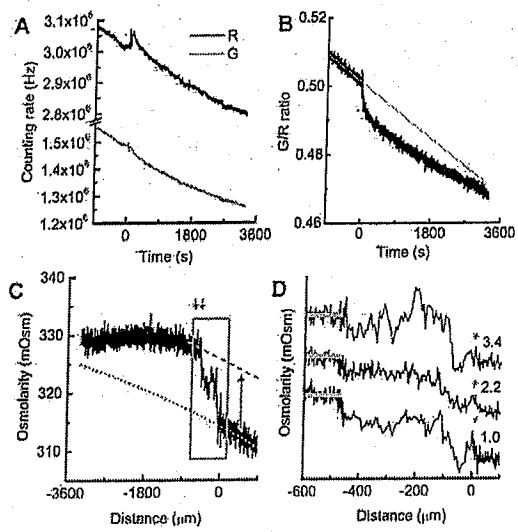 A
Counting rate (Hz)
3.1x10⁶
3.0x10⁶
2.9x10⁶
2.8x10⁶
1.5x10⁶
1.4x10⁶
1.3x10⁶
1.2x10⁶
R
G
0 1800 3600
Time (s)
B
G/R ratio
0.52
0.50
0.48
0.46
0 1800 3600
Time (s)
C
Osmolarity (mOsm)
340
330
320
310
-3600 -1800 0
Distance (µm)
D
Osmolarity (mOsm)
* 3.4
* 2.2
* 1.0
-600 -400 -200 0
Distance (µm)